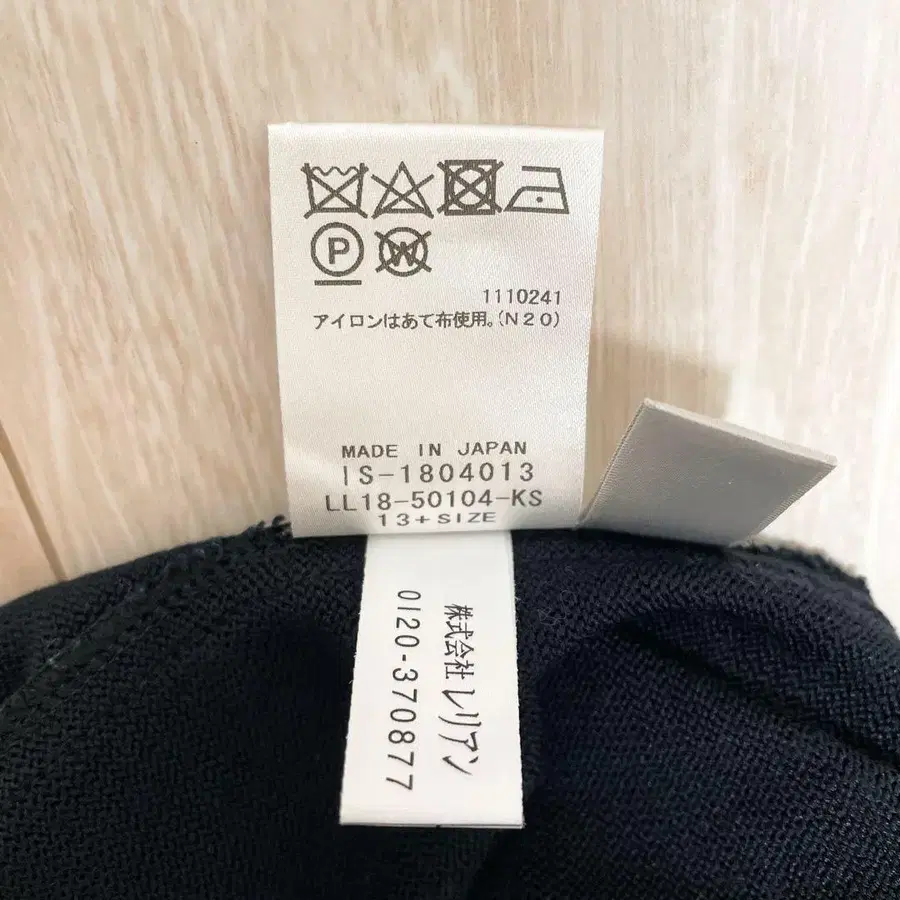 P
W
1110241
アイロンはあて布使用。(N20)
MADE IN JAPAN
IS-1804013
LL18-50104-KS
13+SIZE
株式会社 レリアン
0120-370877